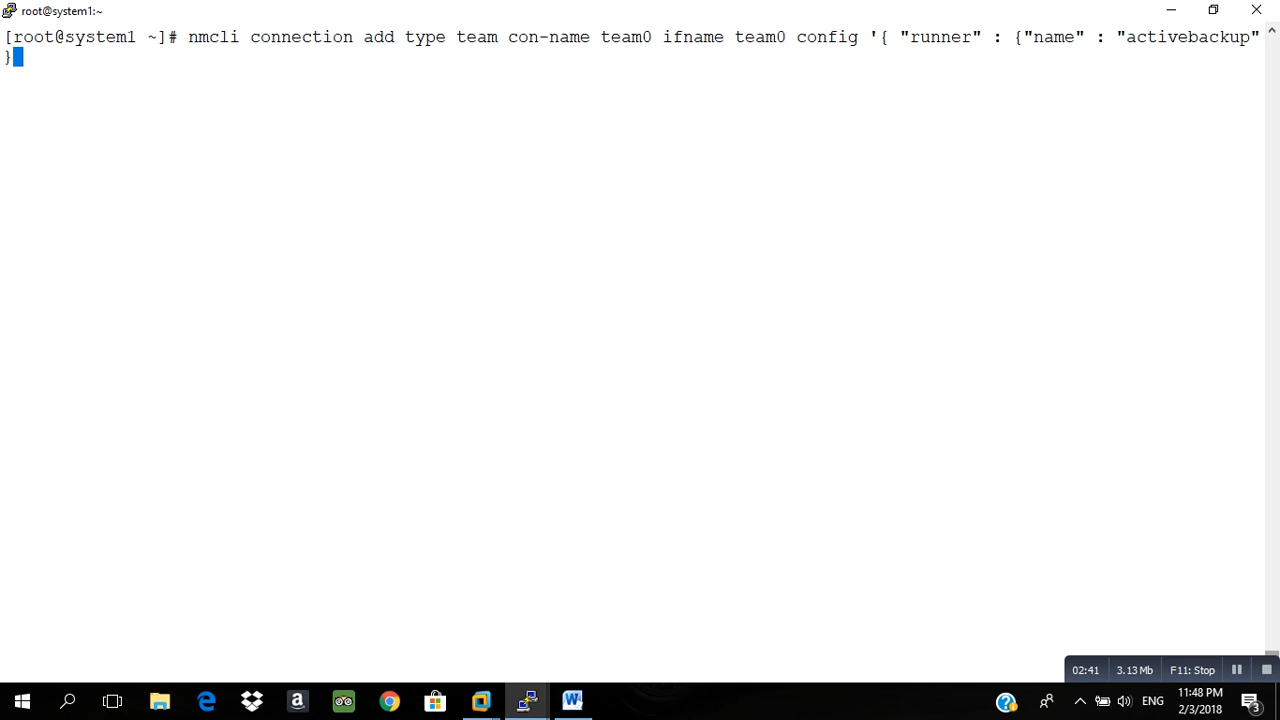 root@system1:~
[root@system1 ~]# nmcli connection add type team con-name team0 ifname team0 config '{ "runner" : {"name" : "activebackup"
}
02:41 3.13 Mb F11: Stop
ENG
11:48 PM
2/3/2018
3